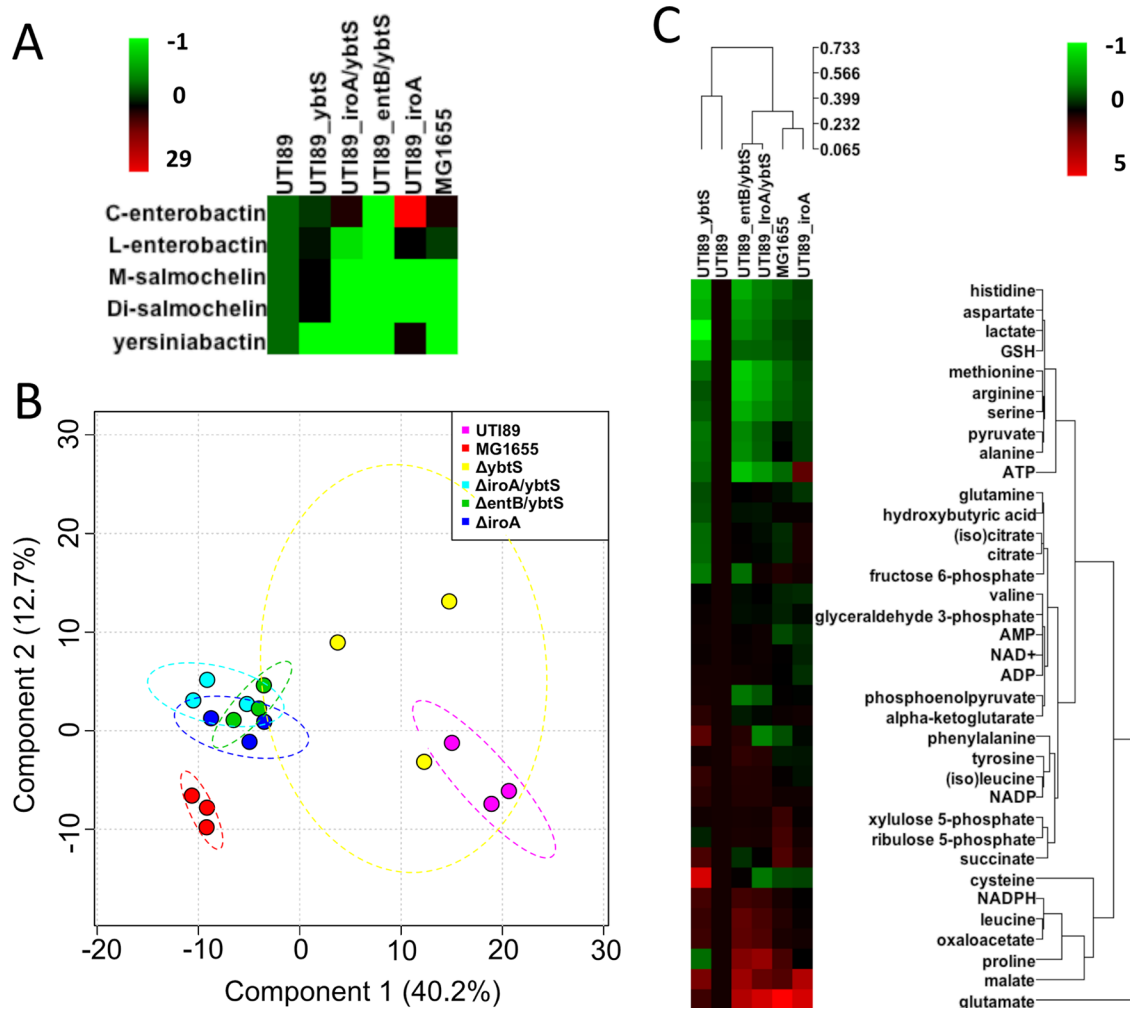 A
-1
0
29
UTI89
UTI89_ybtS
UTI89_iroA/ybtS
UTI89_entB/ybtS
UTI89_iroA
MG1655
C-enterobactin
L-enterobactin
M-salmochelin
Di-salmochelin
yersiniabactin
B
UTI89
MG1655
ΔybtS
ΔiroA/ybtS
ΔentB/ybtS
ΔiroA
30
20
10
0
-10
-20
-10
0
10
20
30
Component 2 (12.7%)
Component 1 (40.2%)
C
0.733
0.566
0.399
0.232
0.065
-1
0
5
UTI89_ybtS
UTI89
UTI89_entB/ybtS
UTI89_iroA/ybtS
MG1655
UTI89_iroA
histidine
aspartate
lactate
GSH
methionine
arginine
serine
pyruvate
alanine
ATP
glutamine
hydroxybutyric acid
(iso)citrate
citrate
fructose 6-phosphate
valine
glyceraldehyde 3-phosphate
AMP
NAD+
ADP
phosphoenolpyruvate
alpha-ketoglutarate
phenylalanine
tyrosine
(iso)leucine
NADP
xylulose 5-phosphate
ribulose 5-phosphate
succinate
cysteine
NADPH
leucine
oxaloacetate
proline
malate
glutamate